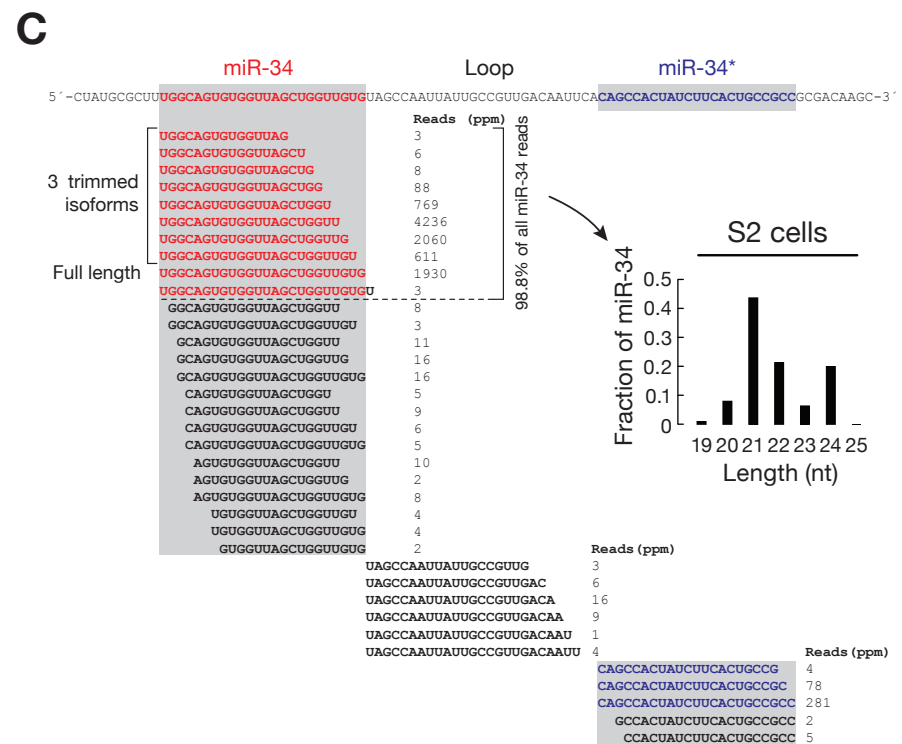 C
miR-34 Loop miR-34*
5´-CUAUGCGCUUUGGCAGUGUGGUUAGCUGGUUGUGUAGCCAAUUAUUGCCGUUGACAAUUCACAGCCACUAUCUUCACUGCCGCCGCGACAAGC-3´
Reads (ppm)
UGGCAGUGUGGUUAG 3
UGGCAGUGUGGUUAGCU 6
UGGCAGUGUGGUUAGCUG 8
UGGCAGUGUGGUUAGCUGG 88
UGGCAGUGUGGUUAGCUGGU 769
UGGCAGUGUGGUUAGCUGGUU 4236
UGGCAGUGUGGUUAGCUGGUUG 2060
UGGCAGUGUGGUUAGCUGGUUGU 611
UGGCAGUGUGGUUAGCUGGUUGUG 1930
UGGCAGUGUGGUUAGCUGGUUGUGU 3
3 trimmed
isoforms
Full length
98.8% of all miR-34 reads
GGCAGUGUGGUUAGCUGGUU 8
GGCAGUGUGGUUAGCUGGUUGU 3
GCAGUGUGGUUAGCUGGUU 11
GCAGUGUGGUUAGCUGGUUG 16
GCAGUGUGGUUAGCUGGUUGUG 16
CAGUGUGGUUAGCUGGU 5
CAGUGUGGUUAGCUGGUU 9
CAGUGUGGUUAGCUGGUUGU 6
CAGUGUGGUUAGCUGGUUGUG 5
AGUGUGGUUAGCUGGUU 10
AGUGUGGUUAGCUGGUUG 2
AGUGUGGUUAGCUGGUUGUG 8
UGUGGUUAGCUGGUUGU 4
UGUGGUUAGCUGGUUGUG 4
GUGGUUAGCUGGUUGUG 2
S2 cells
Fraction of miR-34
0.5
0.4
0.3
0.2
0.1
0
19 20 21 22 23 24 25
Length (nt)
Reads(ppm)
UAGCCAAUUAUUGCCGUUG 3
UAGCCAAUUAUUGCCGUUGAC 6
UAGCCAAUUAUUGCCGUUGACA 16
UAGCCAAUUAUUGCCGUUGACAA 9
UAGCCAAUUAUUGCCGUUGACAAU 1
UAGCCAAUUAUUGCCGUUGACAAUU 4
Reads(ppm)
CAGCCACUAUCUUCACUGCCG 4
CAGCCACUAUCUUCACUGCCGC 78
CAGCCACUAUCUUCACUGCCGCC 281
GCCACUAUCUUCACUGCCGCC 2
CCACUAUCUUCACUGCCGCC 5